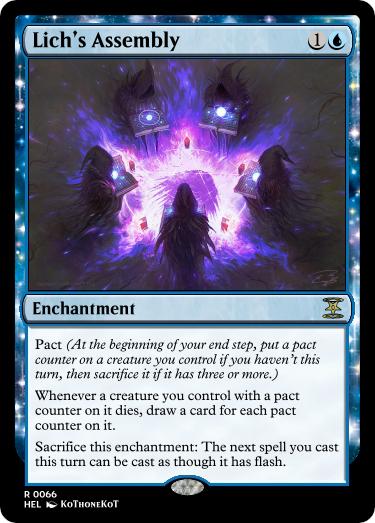 Lich's Assembly
1
Enchantment
Pact (At the beginning of your end step, put a pact
counter on a creature you control if you haven't this
turn, then sacrifice it if it has three or more.)
Whenever a creature you control with a pact
counter on it dies, draw a card for each pact
counter on it.
Sacrifice this enchantment: The next spell you cast
this turn can be cast as though it has flash.
R 0066
HEL KoThoneKoT